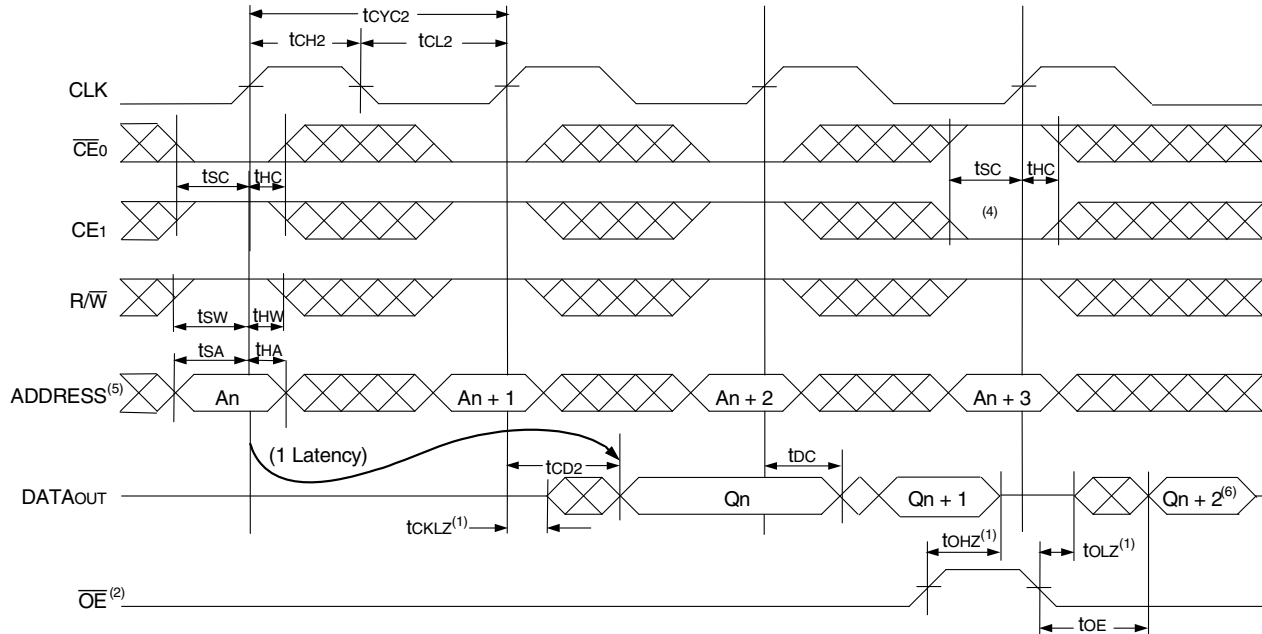 tCYC2
tCH2 tCL2
CLK
CE0
tSC tHC tSC tHC
CE1 (4)
R/W
tSW tHW
tSA tHA
ADDRESS(5) An An + 1 An + 2 An + 3
(1 Latency) tCD2 tDC
DATAOUT Qn Qn + 1 Qn + 2(6)
tCKLZ(1)
tOHZ(1) tOLZ(1)
OE(2)
tOE